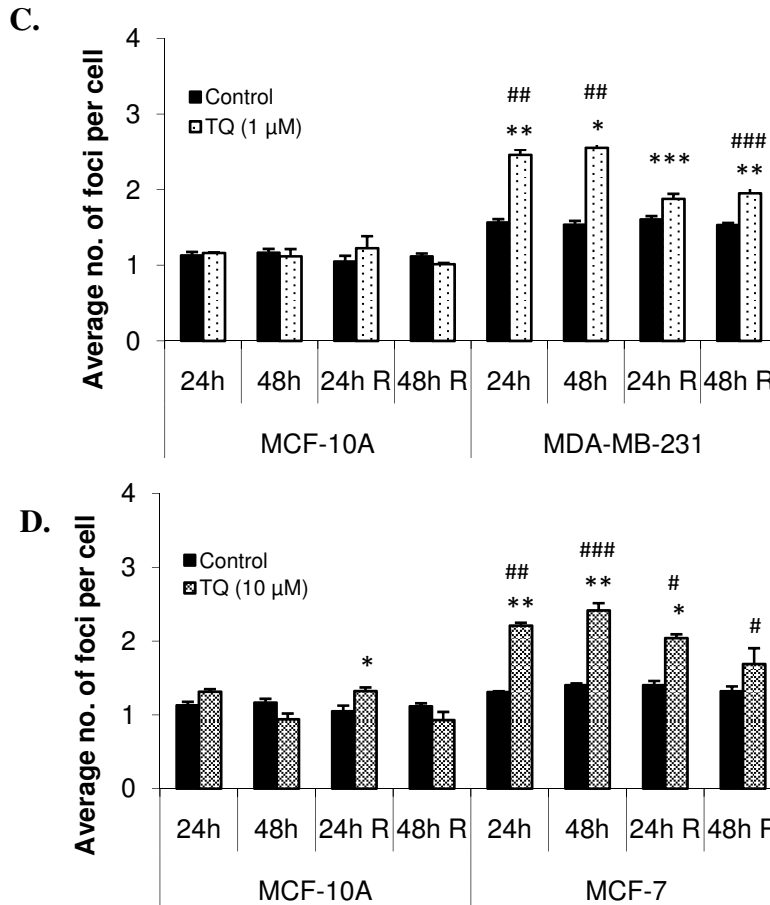 C.
Average no. of foci per cell
4
3
2
1
0
Control
TQ (1 µM)
## ##
** * *** ###
**
24h 48h 24h R 48h R 24h 48h 24h R 48h R
MCF-10A MDA-MB-231
D.
Average no. of foci per cell
4
3
2
1
0
Control
TQ (10 µM)
* ## ### # #
** ** *
24h 48h 24h R 48h R 24h 48h 24h R 48h R
MCF-10A MCF-7